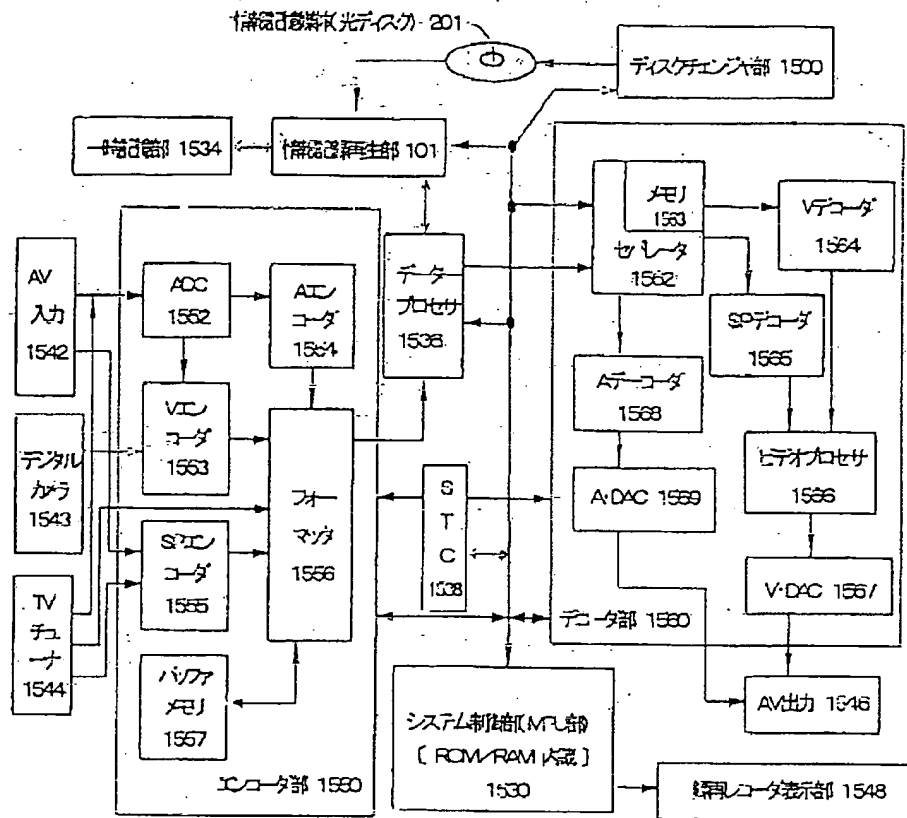 情報記憶媒体(光ディスク) 201
ディスクチェンジャ部 1500
一時記憶部 1534
情報記録再生部 101
AV
入力
1542
デジタル
カメラ
1543
TV
チュ
ーナ
1544
ADC
1552
Aエン
コーダ
1554
Vエン
コーダ
1553
SPエン
コーダ
1555
フォー
マッタ
1556
バッファ
メモリ
1557
エンコーダ部 1550
データー
プロセサ
1536
S
T
C
1538
メモリ
1563
セパレータ
1562
Vデコーダ
1564
SPデコーダ
1565
Aデーコーダ
1568
ビデオプロセサ
1566
A・DAC 1569
V・DAC 1567
デコーダ部 1560
AV出力 1546
システム制御部(MPU部)
〔ROM/RAM内蔵〕
1530
録再レコーダ表示部 1548